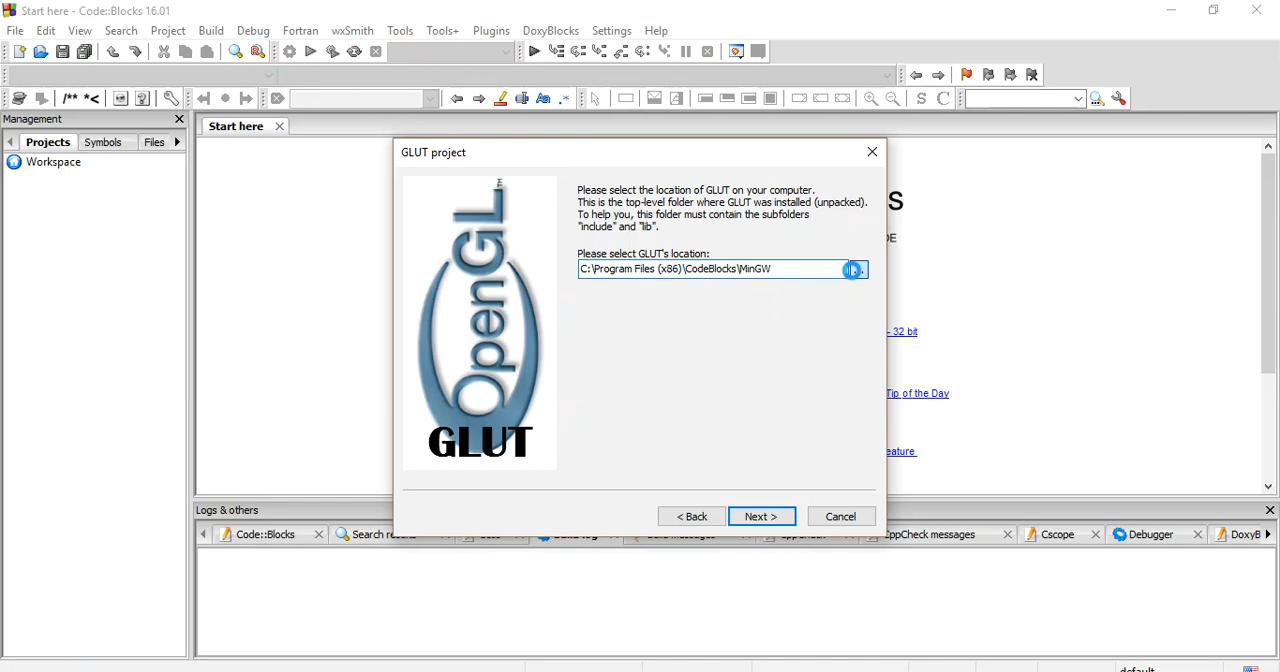 Start here - Code::Blocks 16.01
File Edit View Search Project Build Debug Fortran wxSmith Tools Tools+ Plugins DoxyBlocks Settings Help
/** *<
S C
Management
Projects Symbols Files
Workspace
Start here
GLUT project
OpenGL
GLUT
Please select the location of GLUT on your computer.
This is the top-level folder where GLUT was installed (unpacked).
To help you, this folder must contain the subfolders
"include" and "lib".
Please select GLUT's location:
C:\Program Files (x86)\CodeBlocks\MinGW
< Back Next > Cancel
S
DE
- 32 bit
Tip of the Day
eature
Logs & others
Code::Blocks Search CppCheck messages Cscope Debugger DoxyB
default